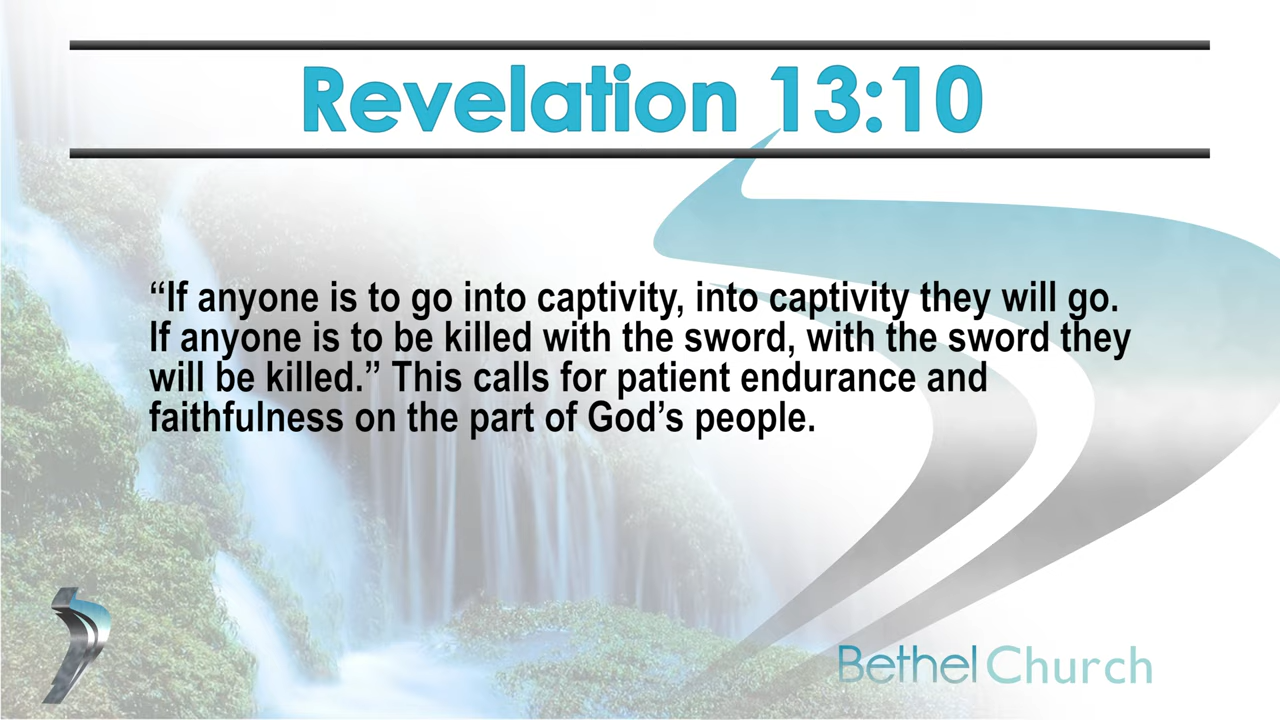 Revelation 13:10
“If anyone is to go into captivity, into captivity they will go.
If anyone is to be killed with the sword, with the sword they
will be killed.” This calls for patient endurance and
faithfulness on the part of God’s people.
Bethel Church